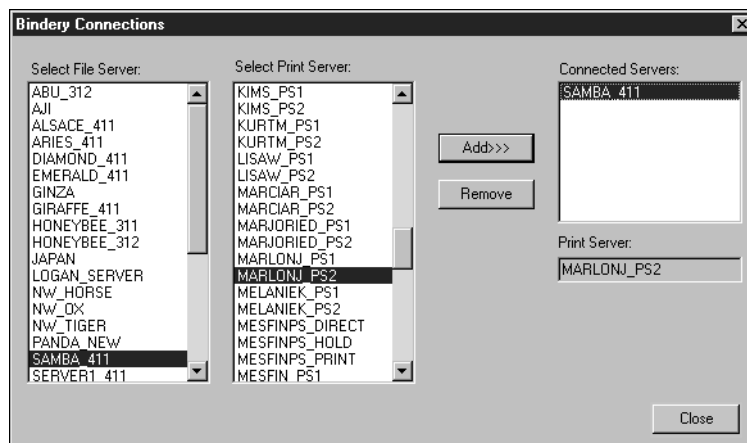 Bindery Connections
Select File Server:
ABU_312
AJI
ALSACE_411
ARIES_411
DIAMOND_411
EMERALD_411
GINZA
GIRAFFE_411
HONEYBEE_311
HONEYBEE_312
JAPAN
LOGAN_SERVER
NW_HORSE
NW_OX
NW_TIGER
PANDA_NEW
SAMBA_411
SERVER1_411
Select Print Server:
KIMS_PS1
KIMS_PS2
KURTM_PS1
KURTM_PS2
LISAW_PS1
LISAW_PS2
MARCIAR_PS1
MARCIAR_PS2
MARJORIED_PS1
MARJORIED_PS2
MARLONJ_PS1
MARLONJ_PS2
MELANIEK_PS1
MELANIEK_PS2
MESFINPS_DIRECT
MESFINPS_HOLD
MESFINPS_PRINT
MESFIN_PS1
Add>>>
Remove
Connected Servers:
SAMBA_411
Print Server:
MARLONJ_PS2
Close